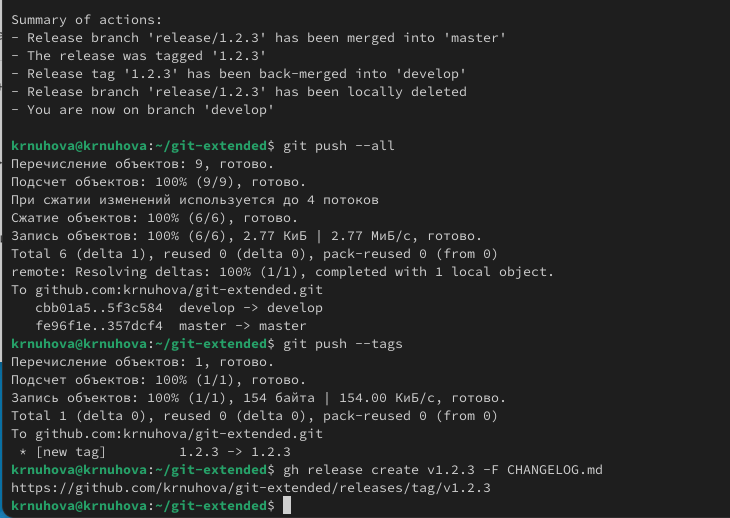 Summary of actions:
- Release branch 'release/1.2.3' has been merged into 'master'
- The release was tagged '1.2.3'
- Release tag '1.2.3' has been back-merged into 'develop'
- Release branch 'release/1.2.3' has been locally deleted
- You are now on branch 'develop'

krnuhova@krnuhova:~/git-extended$ git push --all
Перечисление объектов: 9, готово.
Подсчет объектов: 100% (9/9), готово.
При сжатии изменений используется до 4 потоков
Сжатие объектов: 100% (6/6), готово.
Запись объектов: 100% (6/6), 2.77 КиБ | 2.77 МиБ/с, готово.
Total 6 (delta 1), reused 0 (delta 0), pack-reused 0 (from 0)
remote: Resolving deltas: 100% (1/1), completed with 1 local object.
To github.com:krnuhova/git-extended.git
   cbb01a5..5f3c584  develop -> develop
   fe96f1e..357dcf4  master -> master
krnuhova@krnuhova:~/git-extended$ git push --tags
Перечисление объектов: 1, готово.
Подсчет объектов: 100% (1/1), готово.
Запись объектов: 100% (1/1), 154 байта | 154.00 КиБ/с, готово.
Total 1 (delta 0), reused 0 (delta 0), pack-reused 0 (from 0)
To github.com:krnuhova/git-extended.git
 * [new tag]         1.2.3 -> 1.2.3
krnuhova@krnuhova:~/git-extended$ gh release create v1.2.3 -F CHANGELOG.md
https://github.com/krnuhova/git-extended/releases/tag/v1.2.3
krnuhova@krnuhova:~/git-extended$